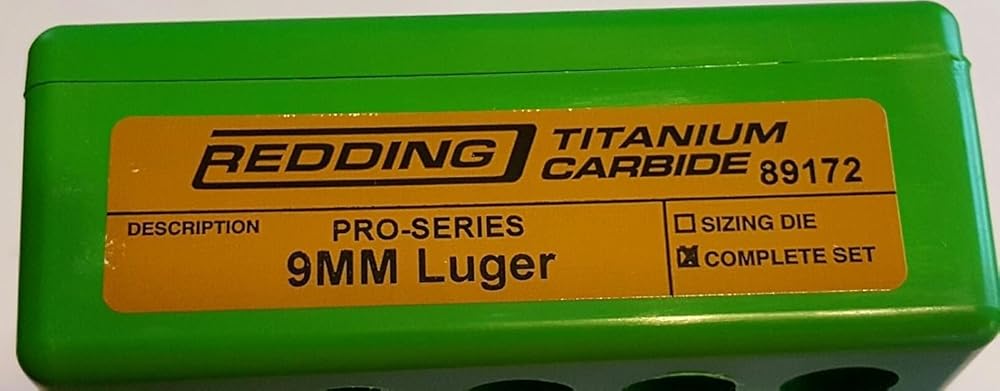 REDDING TITANIUM
CARBIDE 89172
DESCRIPTION
PRO-SERIES
9MM Luger
SIZING DIE
COMPLETE SET